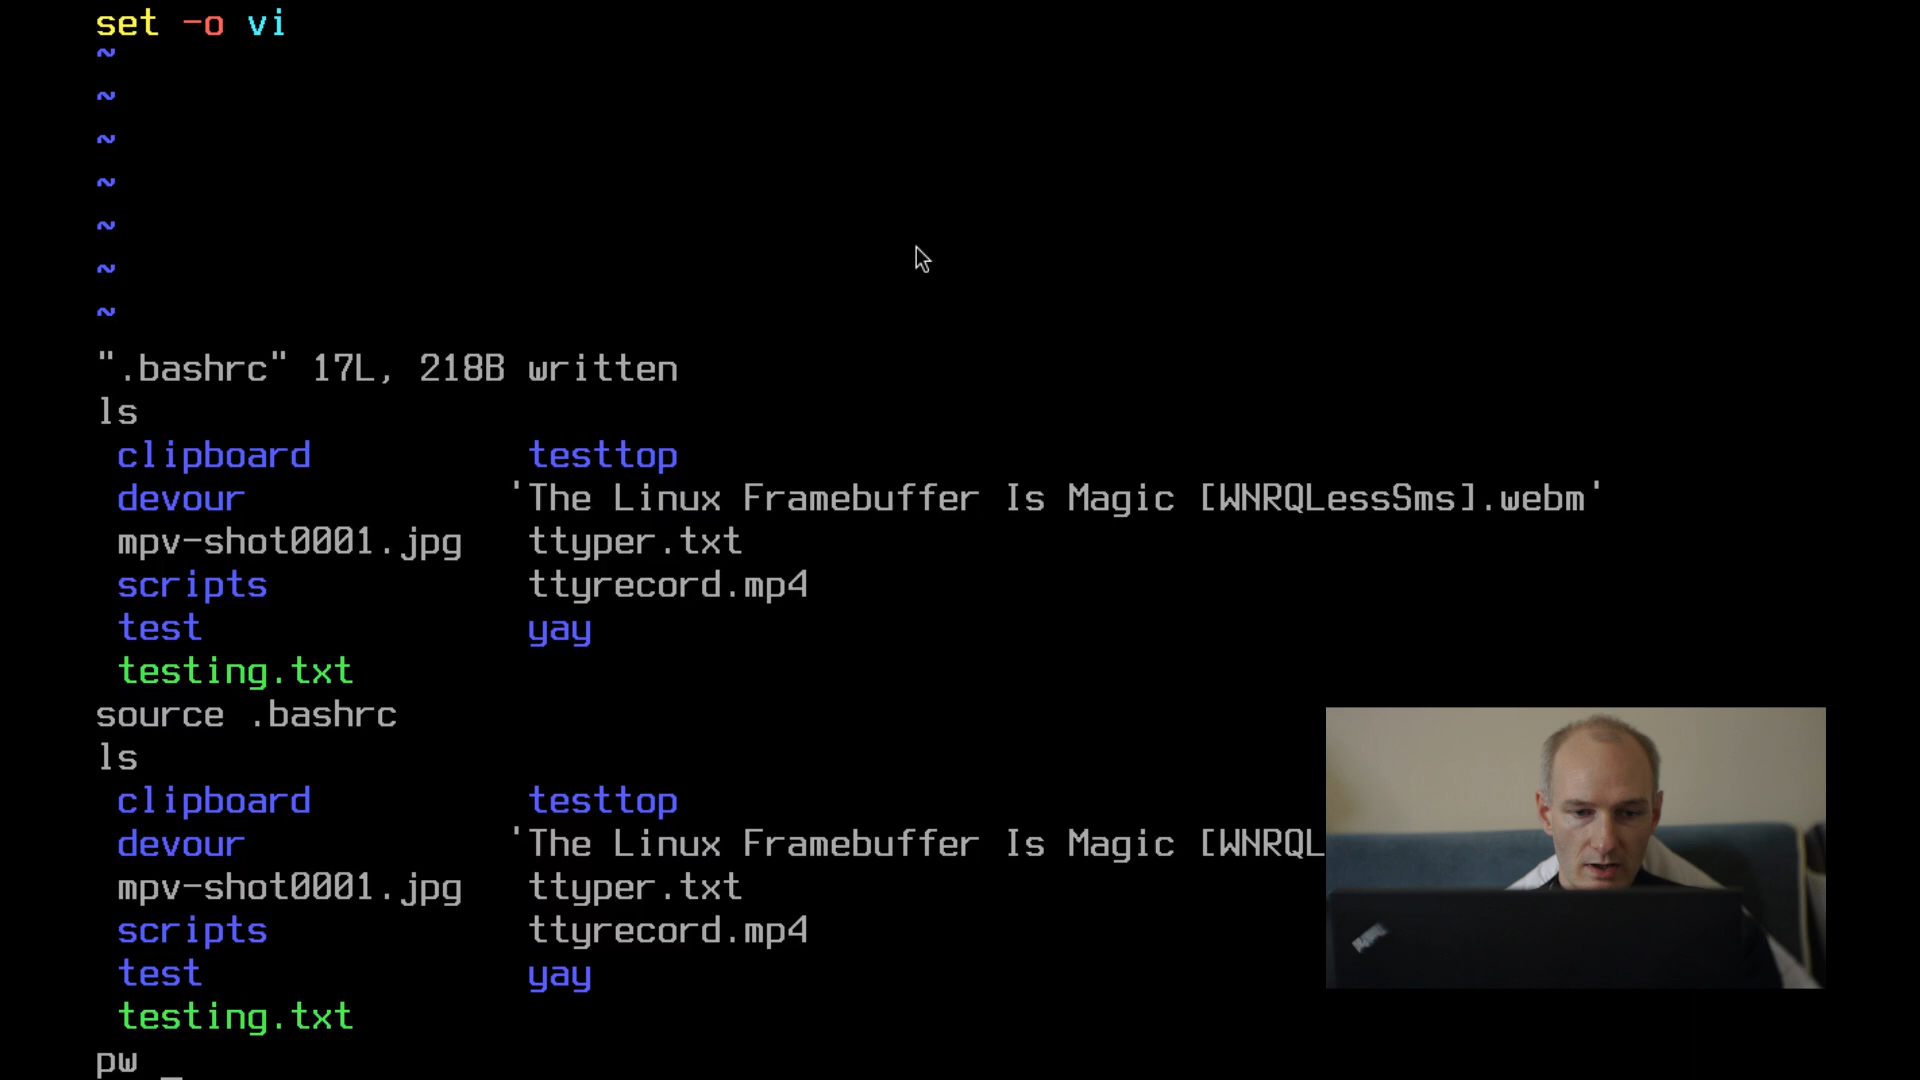 set -o vi
~
~
~
~
~
~
~
".bashrc" 17L, 218B written
ls
clipboard testtop
devour 'The Linux Framebuffer Is Magic [WNRQLessSms].webm'
mpv-shot0001.jpg ttyper.txt
scripts ttyrecord.mp4
test yay
testing.txt
source .bashrc
ls
clipboard testtop
devour 'The Linux Framebuffer Is Magic [WNRQL
mpv-shot0001.jpg ttyper.txt
scripts ttyrecord.mp4
test yay
testing.txt
pw _